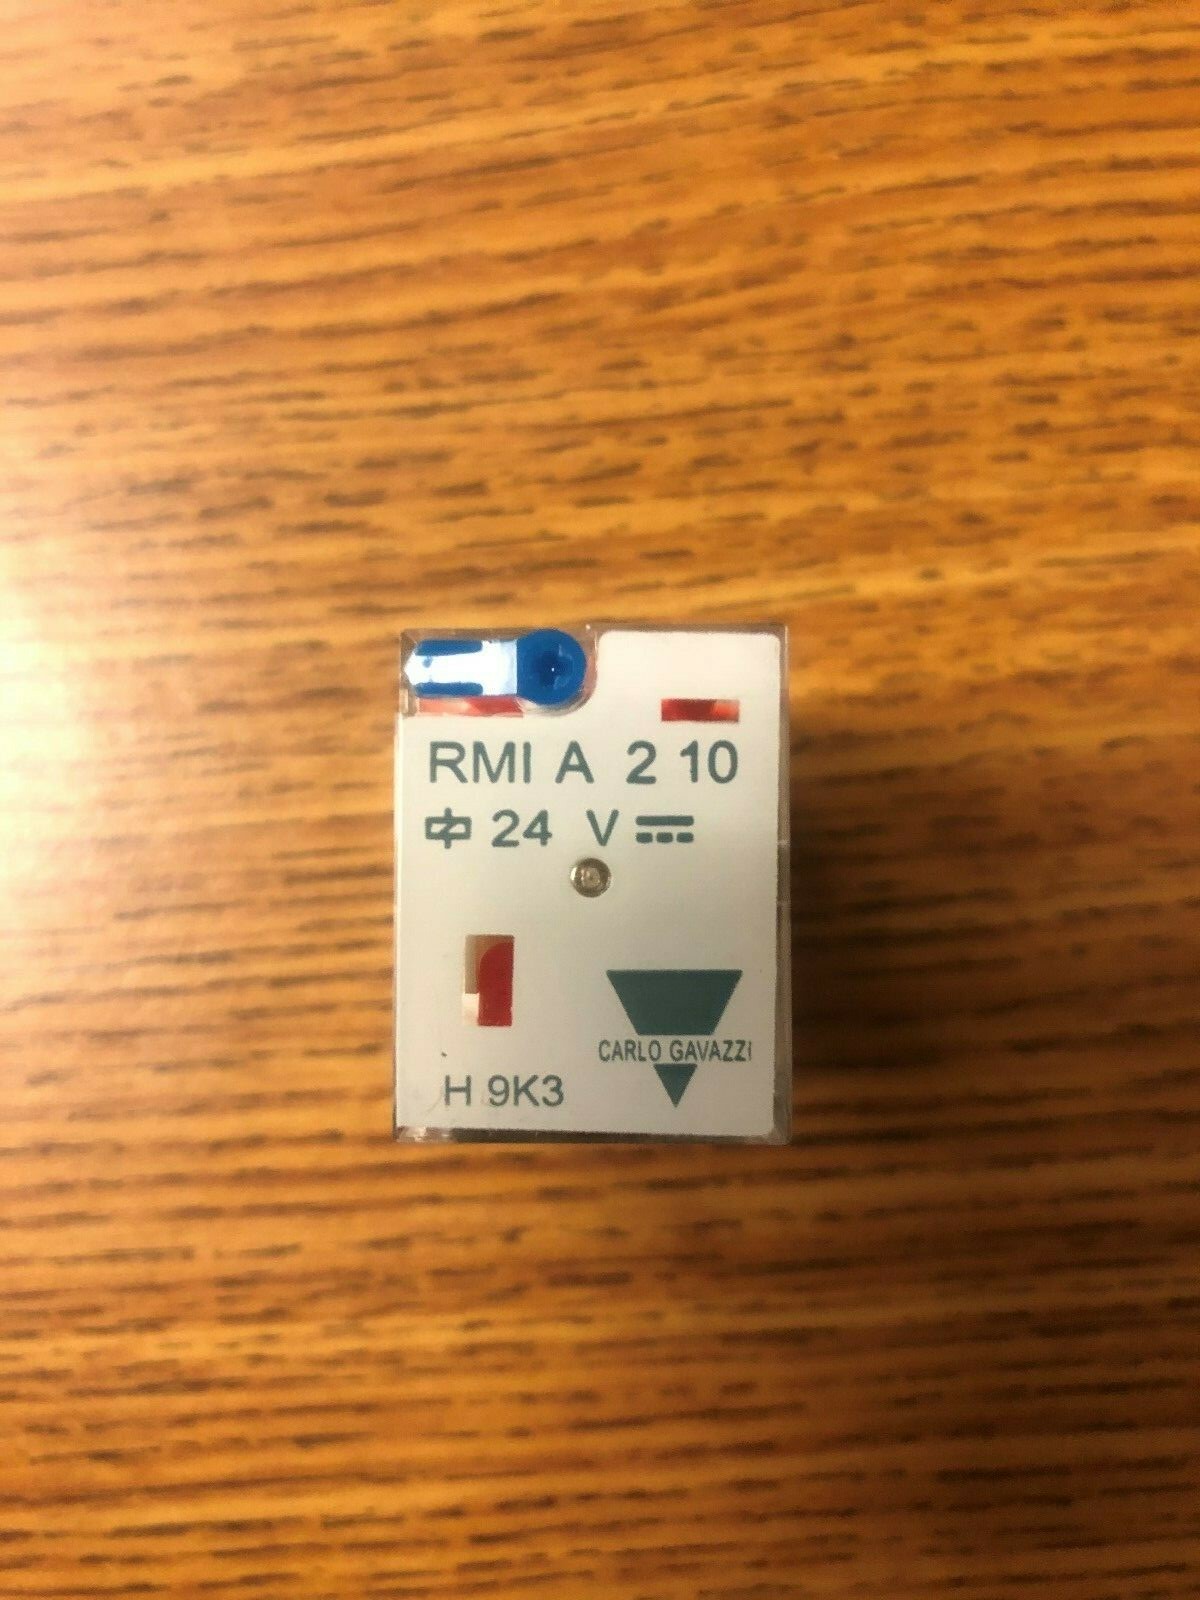 RMI A 2 10
24 V ⎓
CARLO GAVAZZI
H 9K3